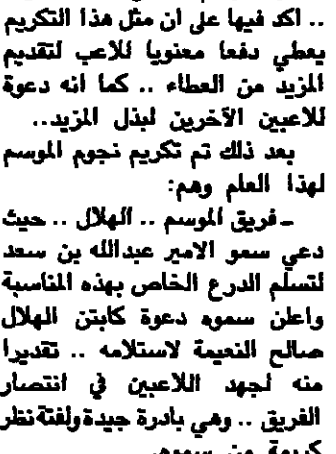 .. اكد فيها على ان مثل هذا التكريم
يعطي دفعا معنويا للاعب لتقديم
المزيد من العطاء .. كما انه دعوة
للاعبين الآخرين لبذل المزيد..
بعد ذلك تم تكريم نجوم الموسم
لهذا العام وهم:
ـ فريق الموسم .. الهلال .. حيث
دعي سمو الامير عبدالله بن سعد
لتسلم الدرع الخاص بهذه المناسبة
واعلن سموه دعوة كابتن الهلال
صالح النعيمة لاستلامه .. تقديرا
منه لجهد اللاعبين في انتصار
الفريق .. وهي بادرة جيدة ولفتة نظر
كريمة من سموه.